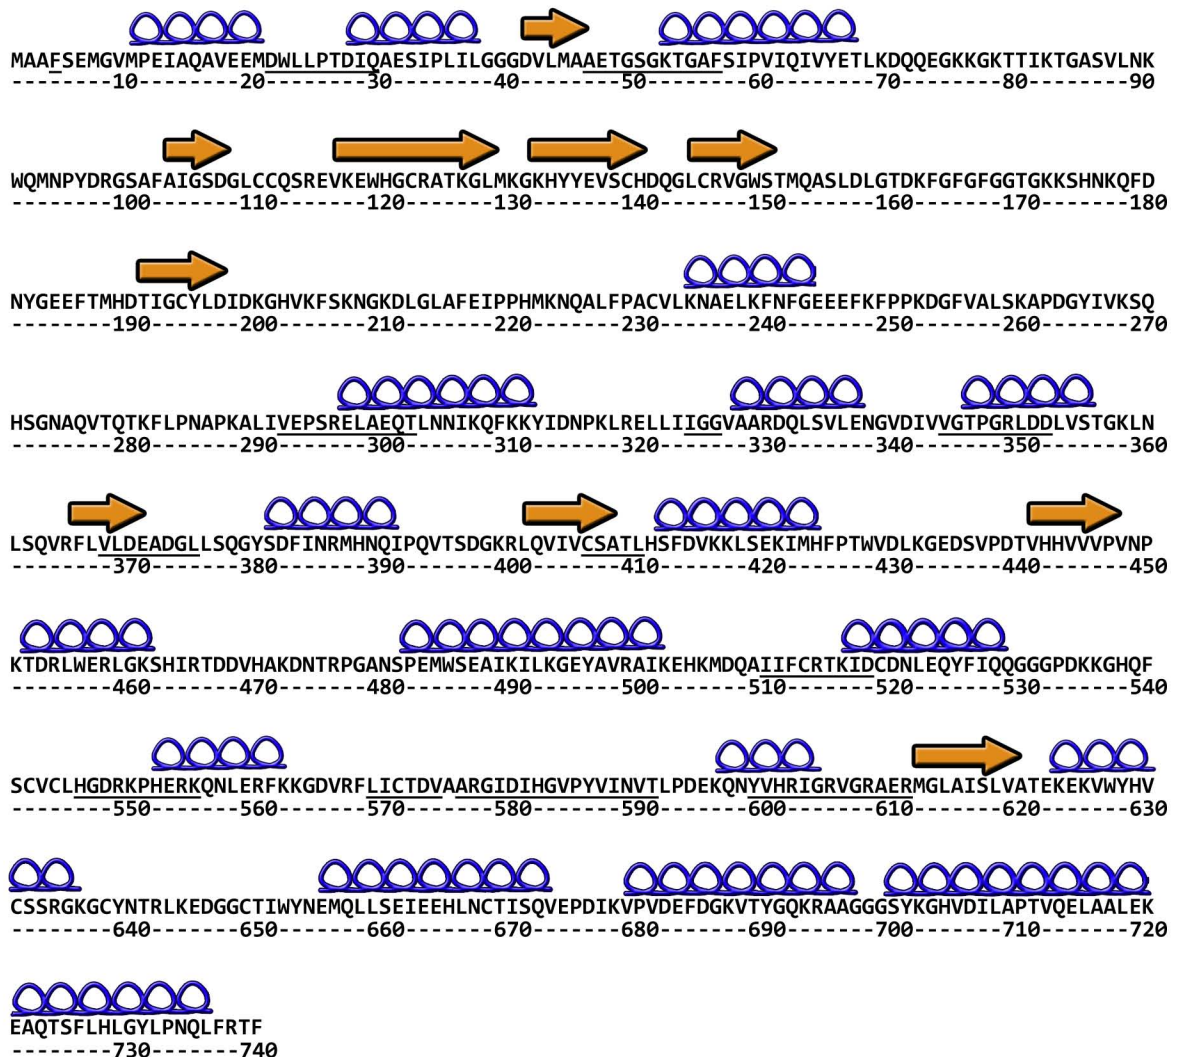 MAAFSEMGVMPEIAQAVEEMDWLLPTDIQAESIPLILGGGDVLMAAETGSGKTGAFSIPVIQIVYETLKDQQEGKKGKTTIKTGASVLNK
--------10--------20--------30--------40--------50--------60--------70--------80--------90
WQMNPYDRGSAFAIGSDGLCCQSREVKEWHGCRATKGLMKGKHYYEVSCHDQGLCRVGWSTMQASLDLGTDKFGFGFGGTGKKSHNKQFD
--------100-------110-------120-------130-------140-------150-------160-------170-------180
NYGEEFTMHDTIGCYLDIDKGHVKFSKNGKDLGLAFEIPPHMKNQALFPACVLKNAELKFNFGEEEFKFPPKDGFVALSKAPDGYIVKSQ
--------190-------200-------210-------220-------230-------240-------250-------260-------270
HSGNAQVTQTKFLPNAPKALIVEPSRELAEQTLNNIKQFKKYIDNPKLRELLIIGGVAARDQLSVLENGVDIVVGTPGRLDDLVSTGKLN
--------280-------290-------300-------310-------320-------330-------340-------350-------360
LSQVRFLVLDEADGLLSQGYSDFINRMHNQIPQVTSDGKRLQVIVCSATLHSFDVKKLSEKIMHFPTWVDLKGEDSVPDTVHHVVVPVNP
--------370-------380-------390-------400-------410-------420-------430-------440-------450
KTDRLWERLGKSHIRTDDVHAKDNTRPGANSPEMWSEAIKILKGEYAVRAIKEHKMDQAIIFCRTKIDCDNLEQYFIQQGGGPDKKGHQF
--------460-------470-------480-------490-------500-------510-------520-------530-------540
SCVCLHGDRKPHERKQNLERFKKGDVRFLICTDVAARGIDIHGVPYVINVTLPDEKQNYVHRIGRVGRAERMGLAISLVATEKEKVWYHV
--------550-------560-------570-------580-------590-------600-------610-------620-------630
CSSRGKGCYNTRLKEDGGCTIWYNEMQLLSEIEEHLNCTISQVEPDIKVPVDEFDGKVTYGQKRAAGGGSYKGHVDILAPTVQELAALEK
--------640-------650-------660-------670-------680-------690-------700-------710-------720
EAQTSFLHLGYLPNQLFRTF
--------730-------740